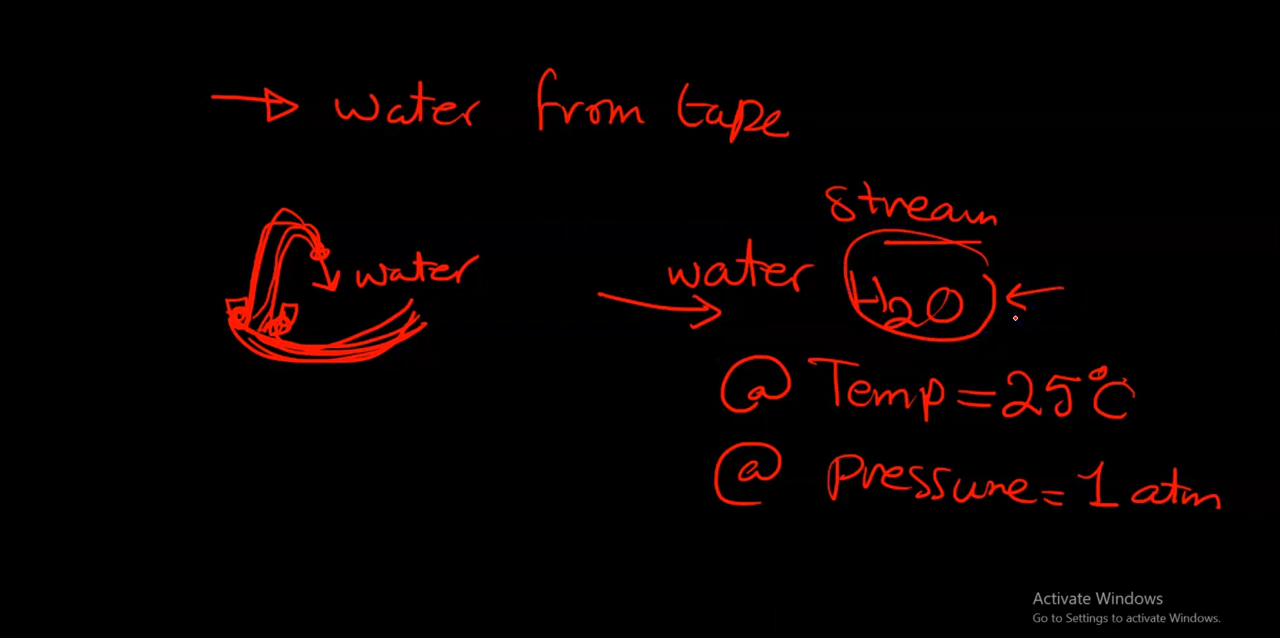 water from tape
stream
water
water H2O
@ Temp = 25°C
@ pressure = 1 atm
Activate Windows
Go to Settings to activate Windows.